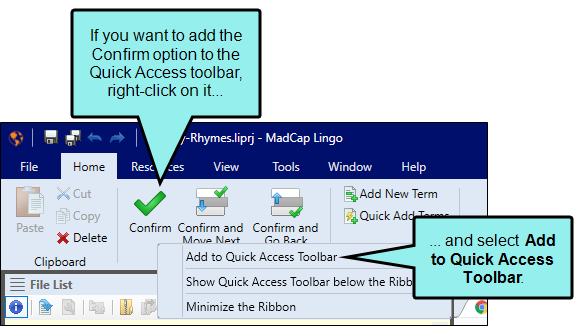 If you want to add the
Confirm option to the
Quick Access toolbar,
right-click on it...
y-Rhymes.liprj - MadCap Lingo
File Home Resources View Tools Window Help
Paste
Cut
Copy
Delete
Clipboard
Confirm
Confirm and
Move Next
Confirm and
Go Back
Add New Term
Quick Add Terms
Add to Quick Access Toolbar
Show Quick Access Toolbar below the Ribb
Minimize the Ribbon
... and select Add
to Quick Access
Toolbar.
File List